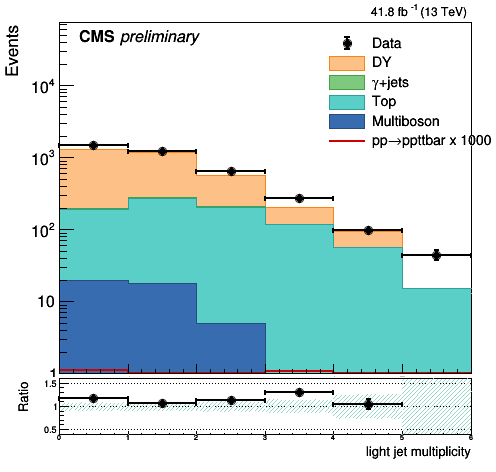 41.8 fb⁻¹ (13 TeV)
CMS preliminary
Events
Data
DY
γ+jets
Top
Multiboson
pp→ppttbar x 1000
10⁴
10³
10²
10
1
Ratio
1.5
1
0.5
0 1 2 3 4 5 6
light jet multiplicity